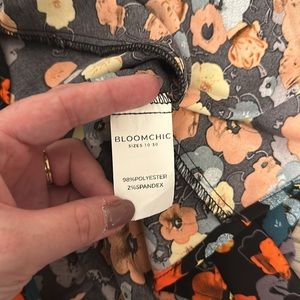 BLOOMCHIC
SIZES 10-30
98%POLYESTER
2%SPANDEX